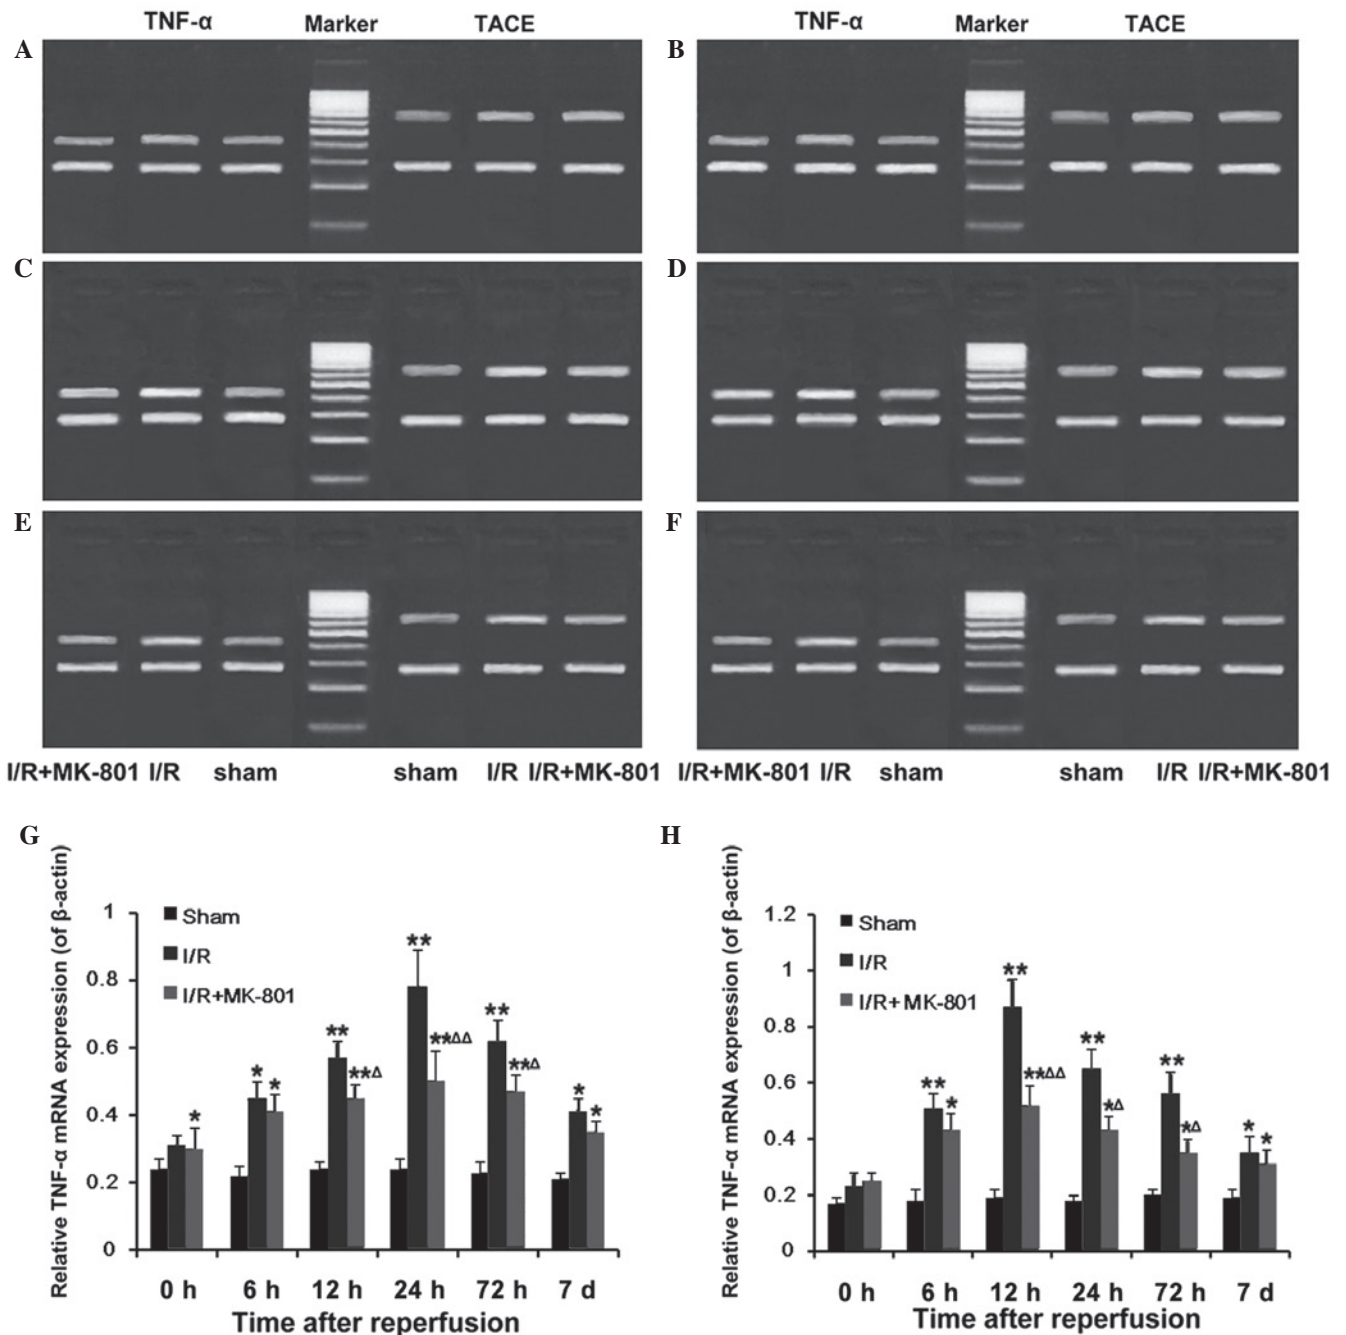 TNF-α Marker TACE
TNF-α Marker TACE
A
B
C
D
E
F
I/R+MK-801 I/R sham sham I/R I/R+MK-801
I/R+MK-801 I/R sham sham I/R I/R+MK-801
G
Relative TNF-α mRNA expression (of β-actin)
1
0.8
0.6
0.4
0.2
0
Sham
I/R
I/R+MK-801
*
* *
** **Δ
** **ΔΔ
** **Δ
* *
0 h 6 h 12 h 24 h 72 h 7 d
Time after reperfusion
H
Relative TNF-α mRNA expression (of β-actin)
1.2
1
0.8
0.6
0.4
0.2
0
Sham
I/R
I/R+MK-801
** *
** **ΔΔ
** *Δ
** *Δ
* *
0 h 6 h 12 h 24 h 72 h 7 d
Time after reperfusion